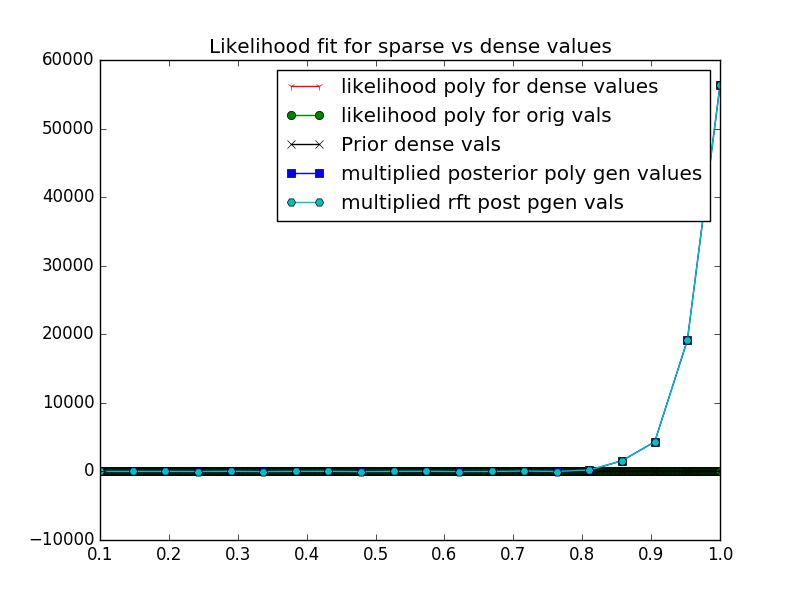 Likelihood fit for sparse vs dense values
60000
50000
40000
30000
20000
10000
0
−10000
likelihood poly for dense values
likelihood poly for orig vals
Prior dense vals
multiplied posterior poly gen values
multiplied rft post pgen vals
0.1 0.2 0.3 0.4 0.5 0.6 0.7 0.8 0.9 1.0